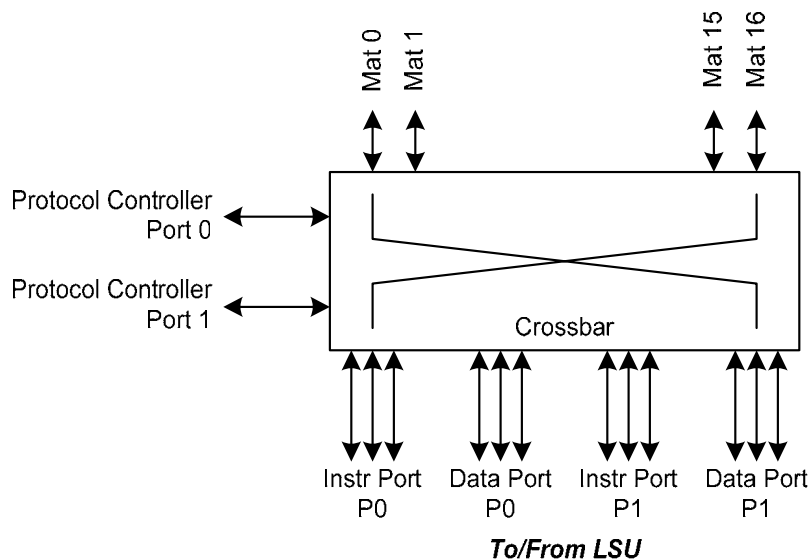 Mat 0
Mat 1
Mat 15
Mat 16
Protocol Controller
Port 0
Protocol Controller
Port 1
Crossbar
Instr Port
P0
Data Port
P0
Instr Port
P1
Data Port
P1
To/From LSU